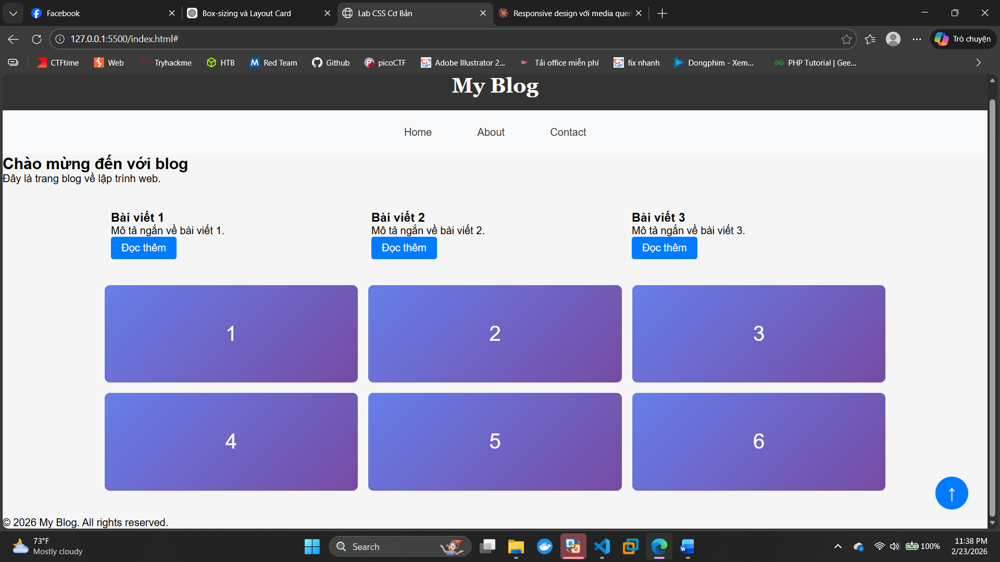 Facebook
Box-sizing và Layout Card
Lab CSS Cơ Bản
Responsive design với media queri
127.0.0.1:5500/index.html#
Trò chuyện
CTFtime
Web
Tryhackme
HTB
M Red Team
Github
picoCTF
Adobe Illustrator 2...
Tải office miễn phí
fix nhanh
Dongphim - Xem...
PHP Tutorial | Gee...
My Blog
Home
About
Contact
Chào mừng đến với blog
Đây là trang blog về lập trình web.
Bài viết 1
Mô tả ngắn về bài viết 1.
Đọc thêm
Bài viết 2
Mô tả ngắn về bài viết 2.
Đọc thêm
Bài viết 3
Mô tả ngắn về bài viết 3.
Đọc thêm
1
2
3
4
5
6
↑
© 2026 My Blog. All rights reserved.
73°F
Mostly cloudy
Search
100%
11:38 PM
2/23/2026